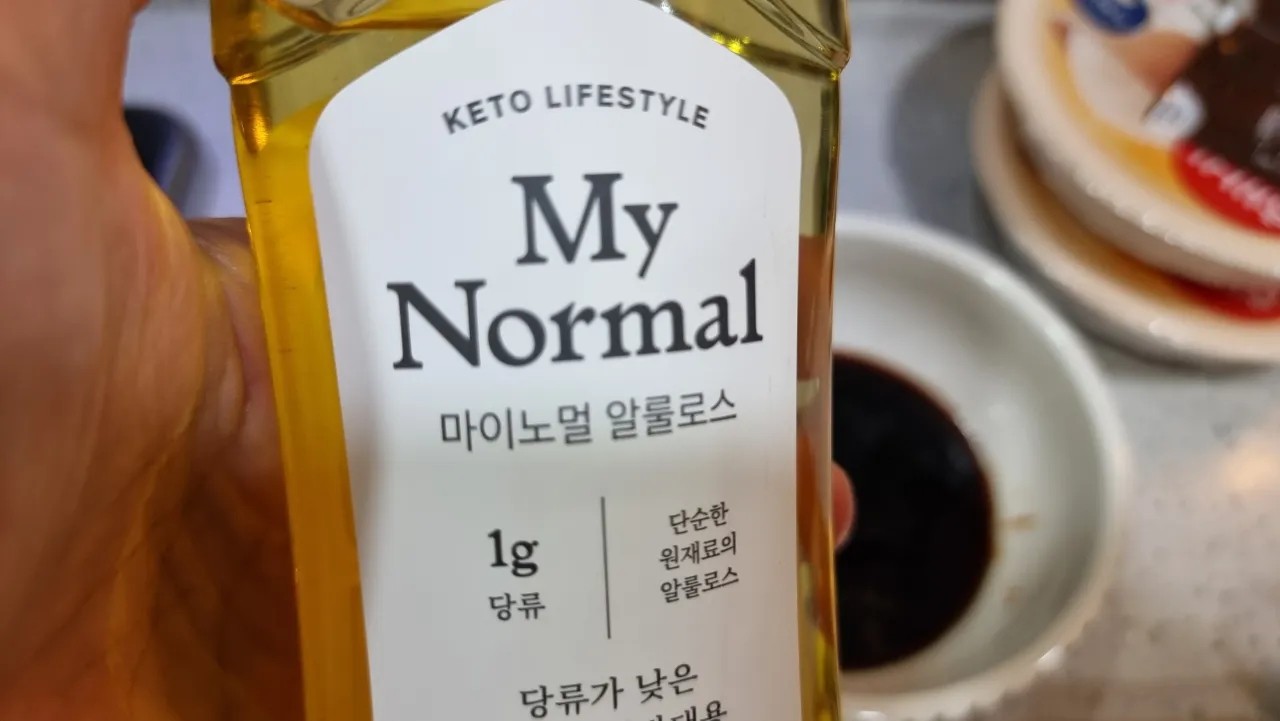 KETO LIFESTYLE
My
Normal
마이노멀 알룰로스
1g
당류
단순한
원재료의
알룰로스
당류가 낮은